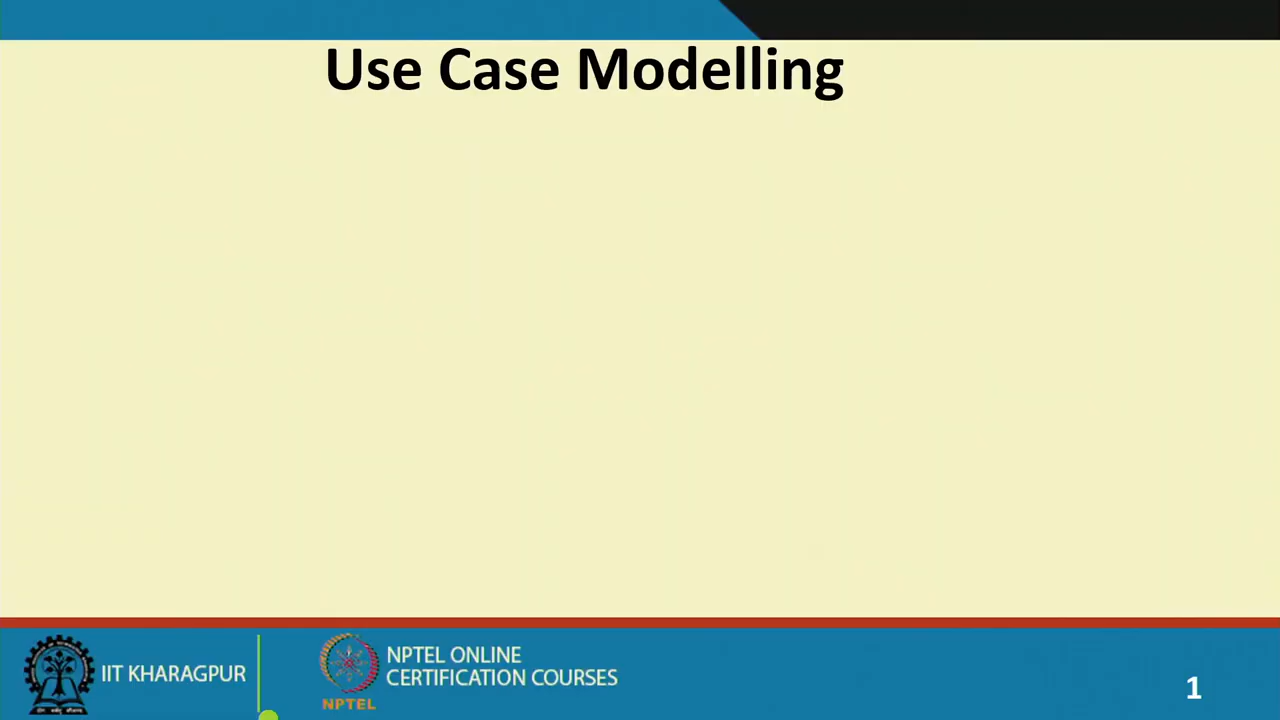 Use Case Modelling
IIT KHARAGPUR
NPTEL ONLINE
CERTIFICATION COURSES
NPTEL
1